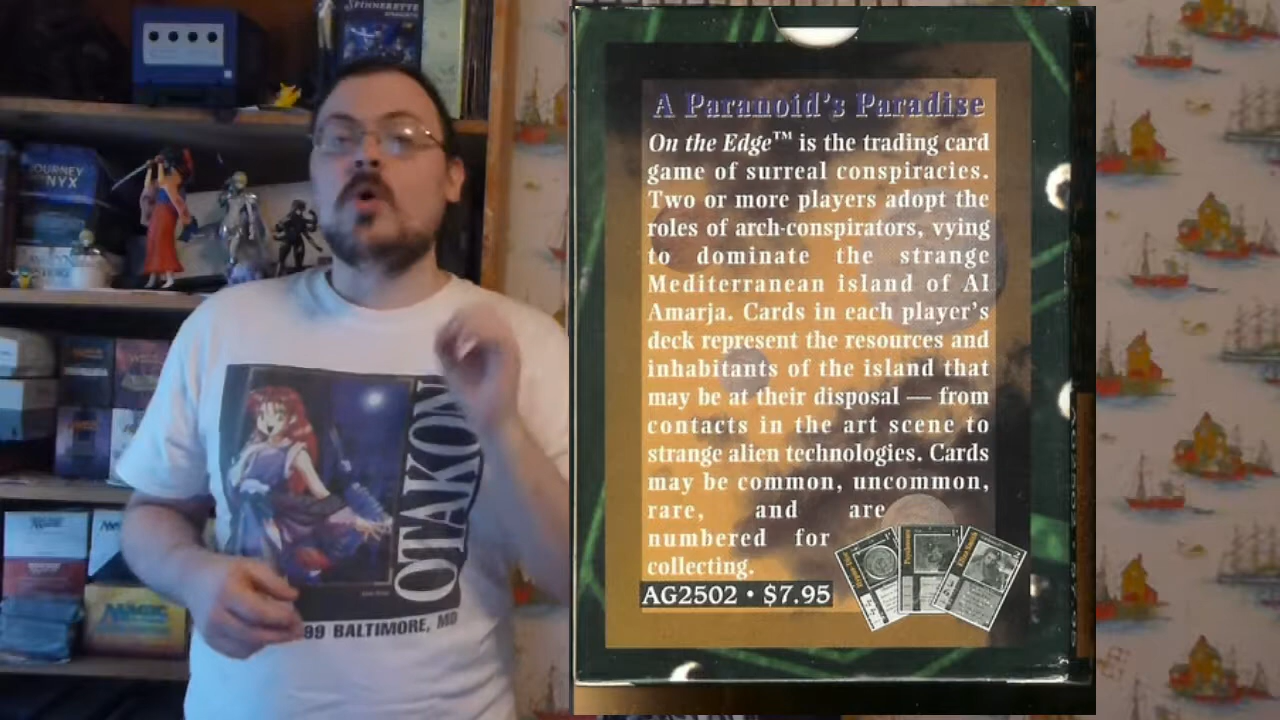 SPINNERETTE
JOURNEY
NYX
OTAKON
99 BALTIMORE, MD
MAGIC
A Paranoid's Paradise
On the Edge™ is the trading card
game of surreal conspiracies.
Two or more players adopt the
roles of arch-conspirators, vying
to dominate the strange
Mediterranean island of Al
Amarja. Cards in each player's
deck represent the resources and
inhabitants of the island that
may be at their disposal — from
contacts in the art scene to
strange alien technologies. Cards
may be common, uncommon,
rare, and are
numbered for
collecting.
AG2502 • $7.95